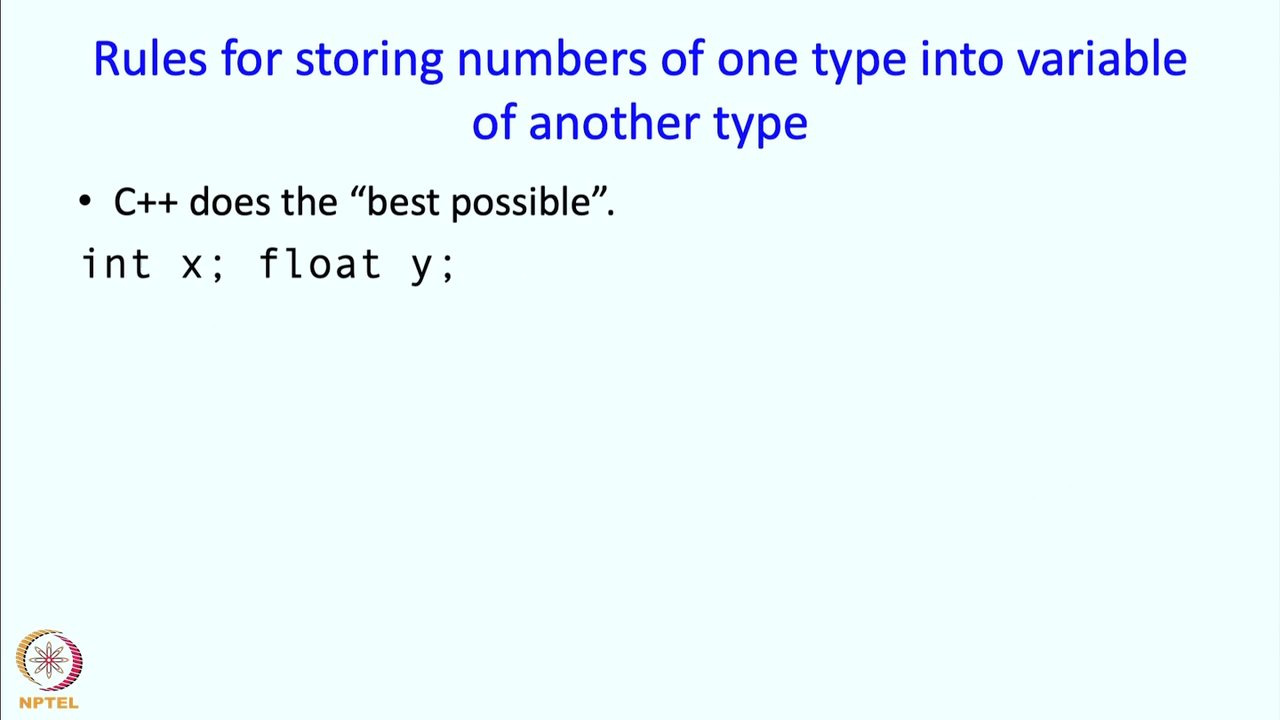 Rules for storing numbers of one type into variable
of another type
• C++ does the “best possible”.
int x; float y;
NPTEL